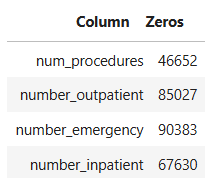 Column Zeros
num_procedures 46652
number_outpatient 85027
number_emergency 90383
number_inpatient 67630